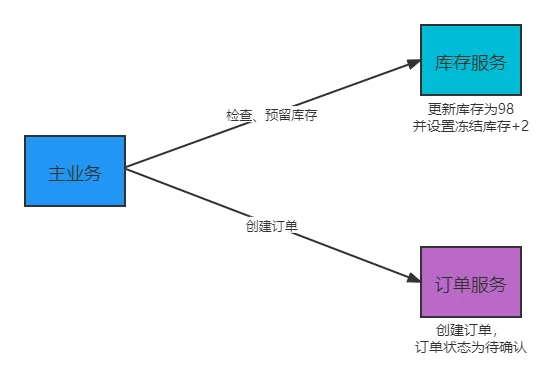 库存服务
更新库存为98
并设置冻结库存+2
检查、预留库存
主业务
创建订单
订单服务
创建订单，
订单状态为待确认